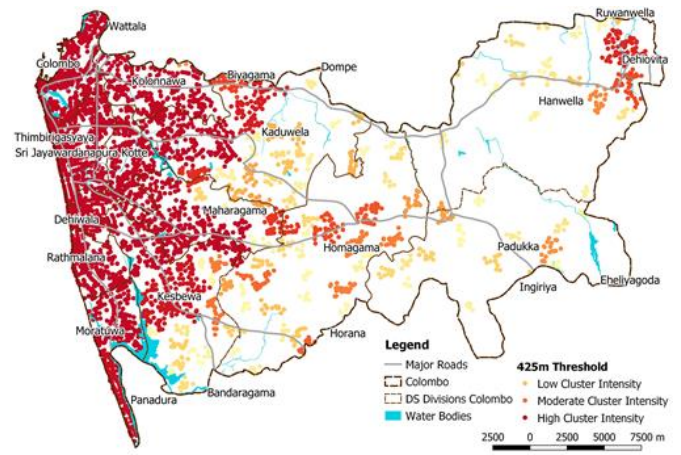 Ruwanwella
Wattala
Dehiovita
Colombo
Dompe
Kolonnawa
Biyagama
Hanwella
Thimbirigasyaya
Kaduwela
Sri Jayawardanapura Kotte
Maharagama
Dehiwala
Homagama
Padukka
Rathmalana
Eheliyagoda
Ingiriya
Kesbewa
Moratuwa
Horana
Bandaragama
Panadura
Legend
Major Roads
Colombo
DS Divisions Colombo
Water Bodies
425m Threshold
Low Cluster Intensity
Moderate Cluster Intensity
High Cluster Intensity
2500 0 2500 5000 7500 m